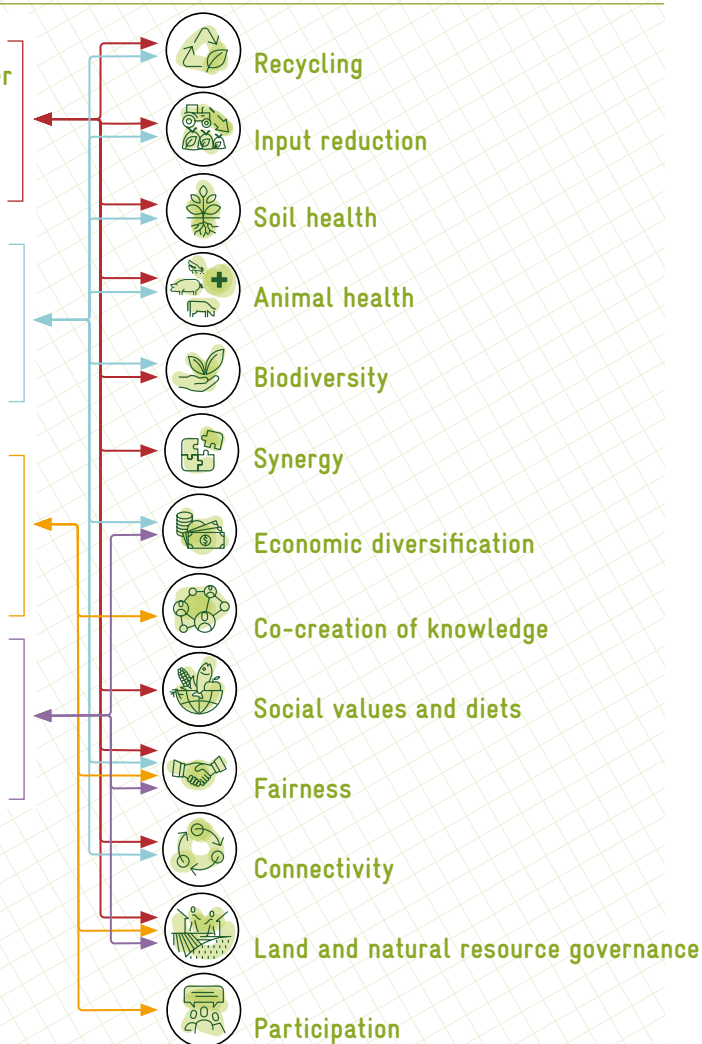 Recycling
Input reduction
Soil health
Animal health
Biodiversity
Synergy
Economic diversification
Co-creation of knowledge
Social values and diets
Fairness
Connectivity
Land and natural resource governance
Participation